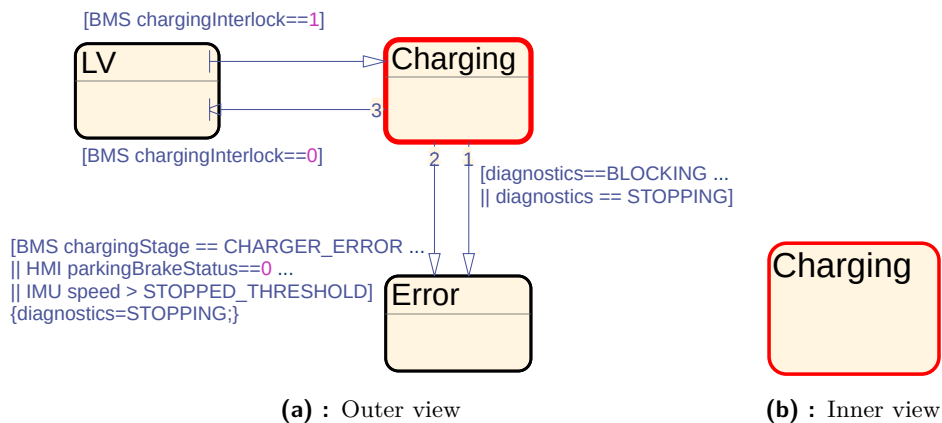 [BMS chargingInterlock==1]
LV
Charging
3
[BMS chargingInterlock==0]
2
1
[diagnostics==BLOCKING ...
|| diagnostics == STOPPING]
[BMS chargingStage == CHARGER_ERROR ...
|| HMI parkingBrakeStatus==0 ...
|| IMU speed > STOPPED_THRESHOLD]
{diagnostics=STOPPING;}
Error
Charging
(a) : Outer view
(b) : Inner view